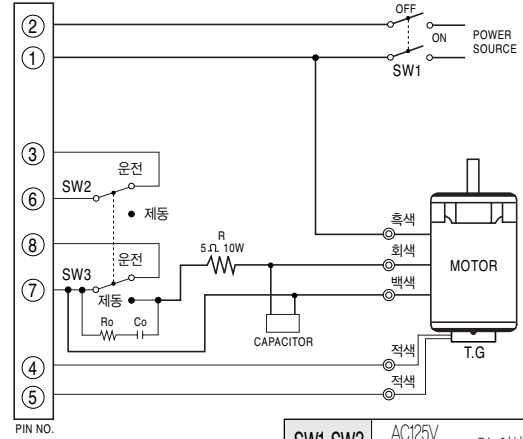 OFF
②
ON
POWER
SOURCE
①
SW1
③
운전
SW2
⑥
제동
⑧
R
5Ω 10W
운전
흑색
회색
MOTOR
SW3
⑦
제동
백색
Ro
Co
CAPACITOR
T.G
적색
④
적색
⑤
PIN NO.
SW1,SW2
AC125V